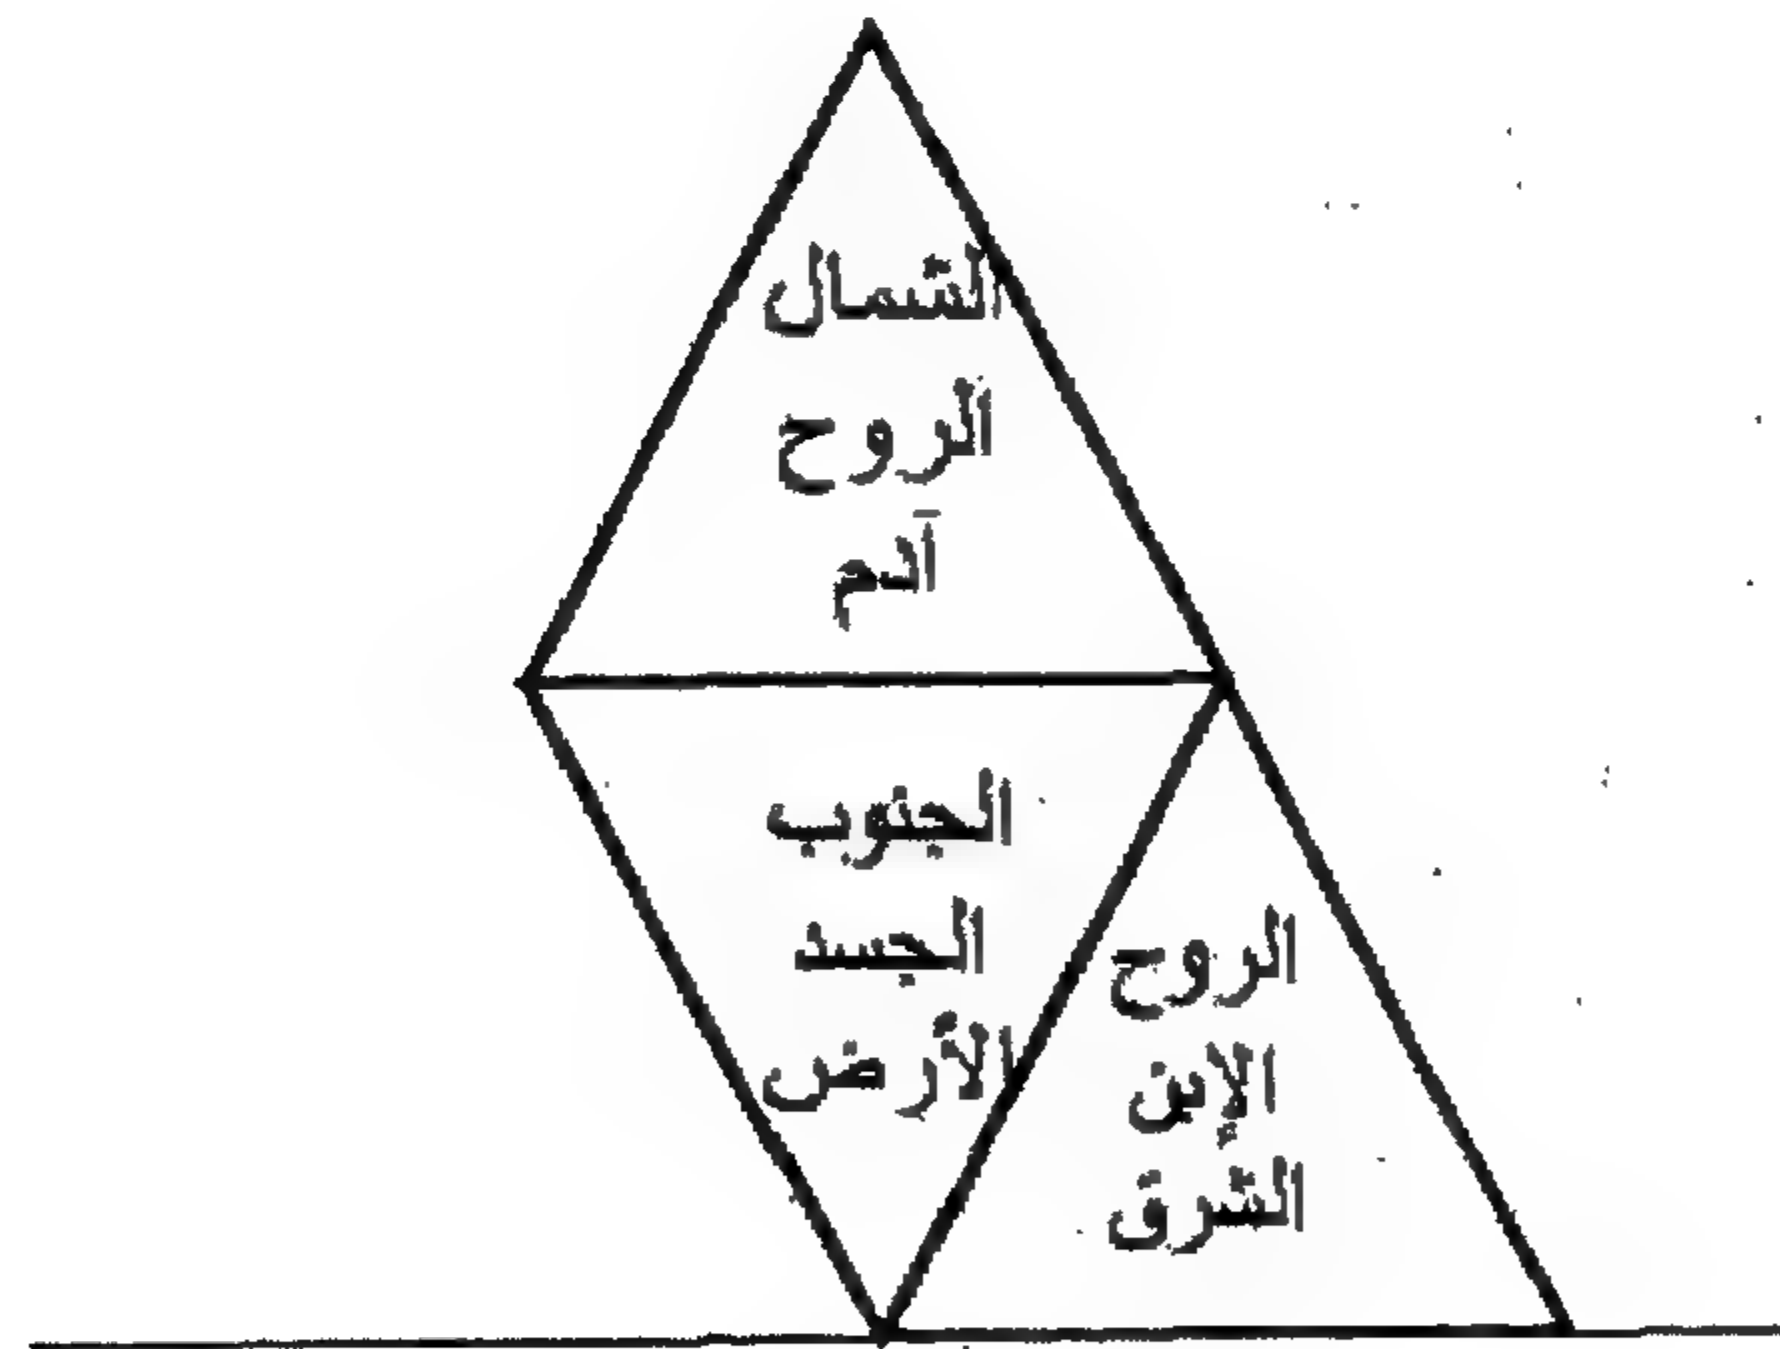 الشمال
الروح
آدم
الجنوب
الجسد
الأرض
الروح
الإبن
الشرق